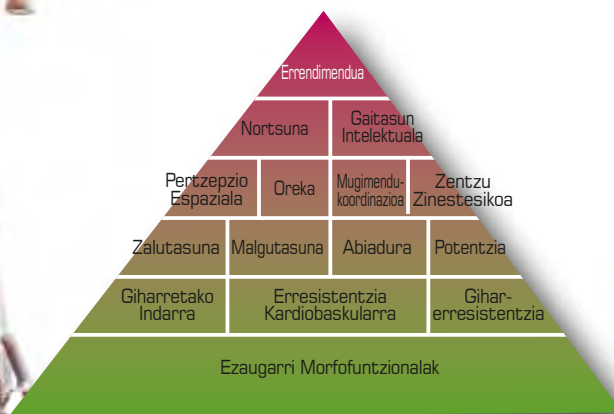 Errendimendua
Nortsuna
Gaitasun
Intelektuala
Pertzepzio
Espaziala
Oreka
Mugimendu-
koordinazioa
Zentzu
Zinestesikoa
Zalutasuna
Malgutasuna
Abiadura
Potentzia
Giharretako
Indarra
Erresistentzia
Kardiobaskularra
Gihar-
erresistentzia
Ezaugarri Morfofuntzionalak